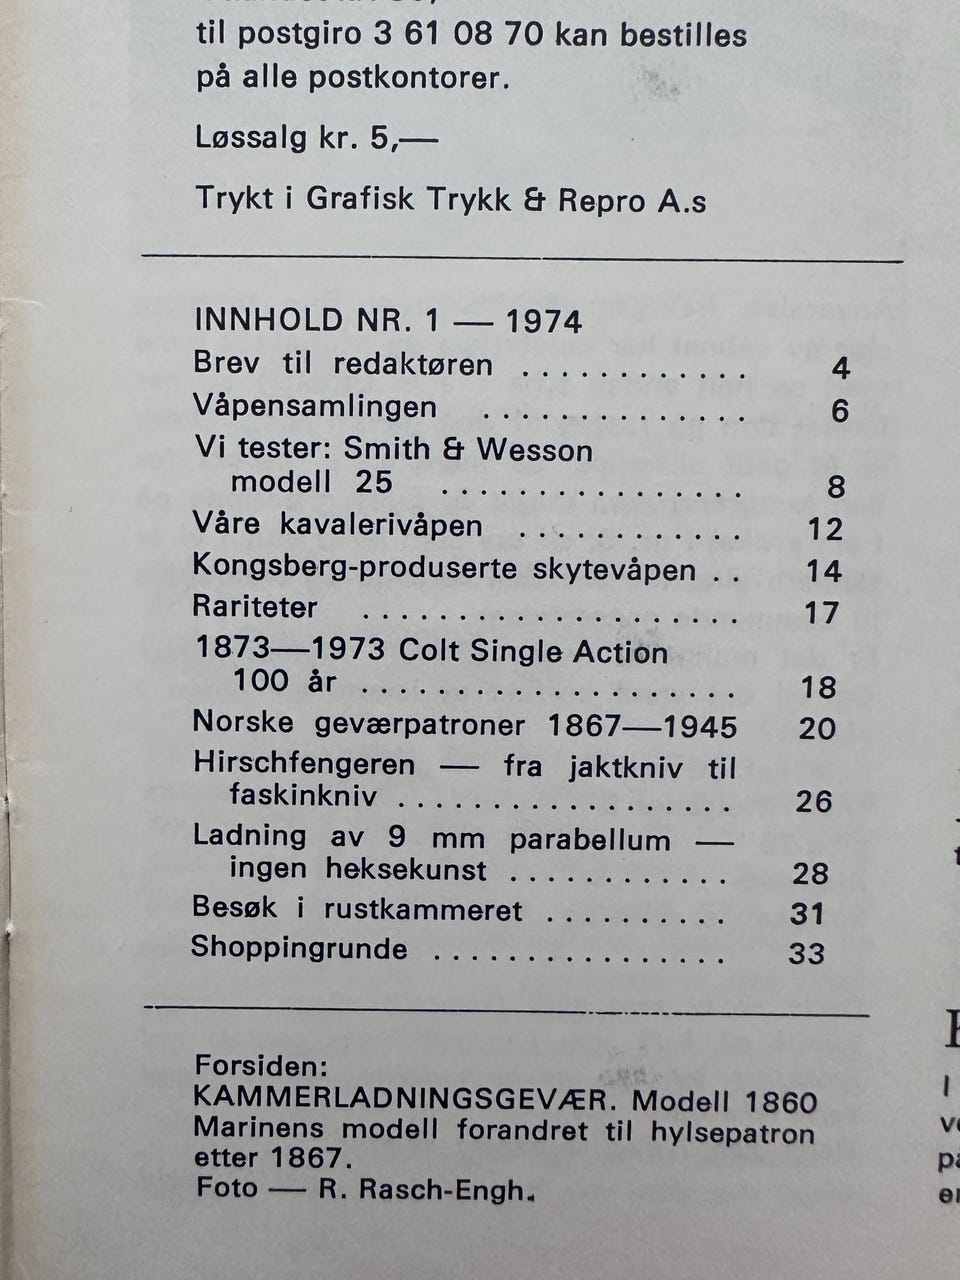 til postgiro 3 61 08 70 kan bestilles
på alle postkontorer.
Løssalg kr. 5,—
Trykt i Grafisk Trykk & Repro A.s
INNHOLD NR. 1 — 1974
Brev til redaktøren . . . . . . . . . . . . 4
Våpensamlingen . . . . . . . . . . . . . . 6
Vi tester: Smith & Wesson
modell 25 . . . . . . . . . . . . . . . . 8
Våre kavalerivåpen . . . . . . . . . . . . 12
Kongsberg-produserte skytevåpen . . 14
Rariteter . . . . . . . . . . . . . . . . . . . 17
1873—1973 Colt Single Action
100 år . . . . . . . . . . . . . . . . . . . 18
Norske geværpatroner 1867—1945 20
Hirschfengeren — fra jaktkniv til
faskinkniv . . . . . . . . . . . . . . . . . . 26
Ladning av 9 mm parabellum —
ingen heksekunst . . . . . . . . . . . . 28
Besøk i rustkammeret . . . . . . . . . . 31
Shoppingrunde . . . . . . . . . . . . . . . . 33
Forsiden:
KAMMERLADNINGSGEVÆR. Modell 1860
Marinens modell forandret til hylsepatron
etter 1867.
Foto — R. Rasch-Engh.